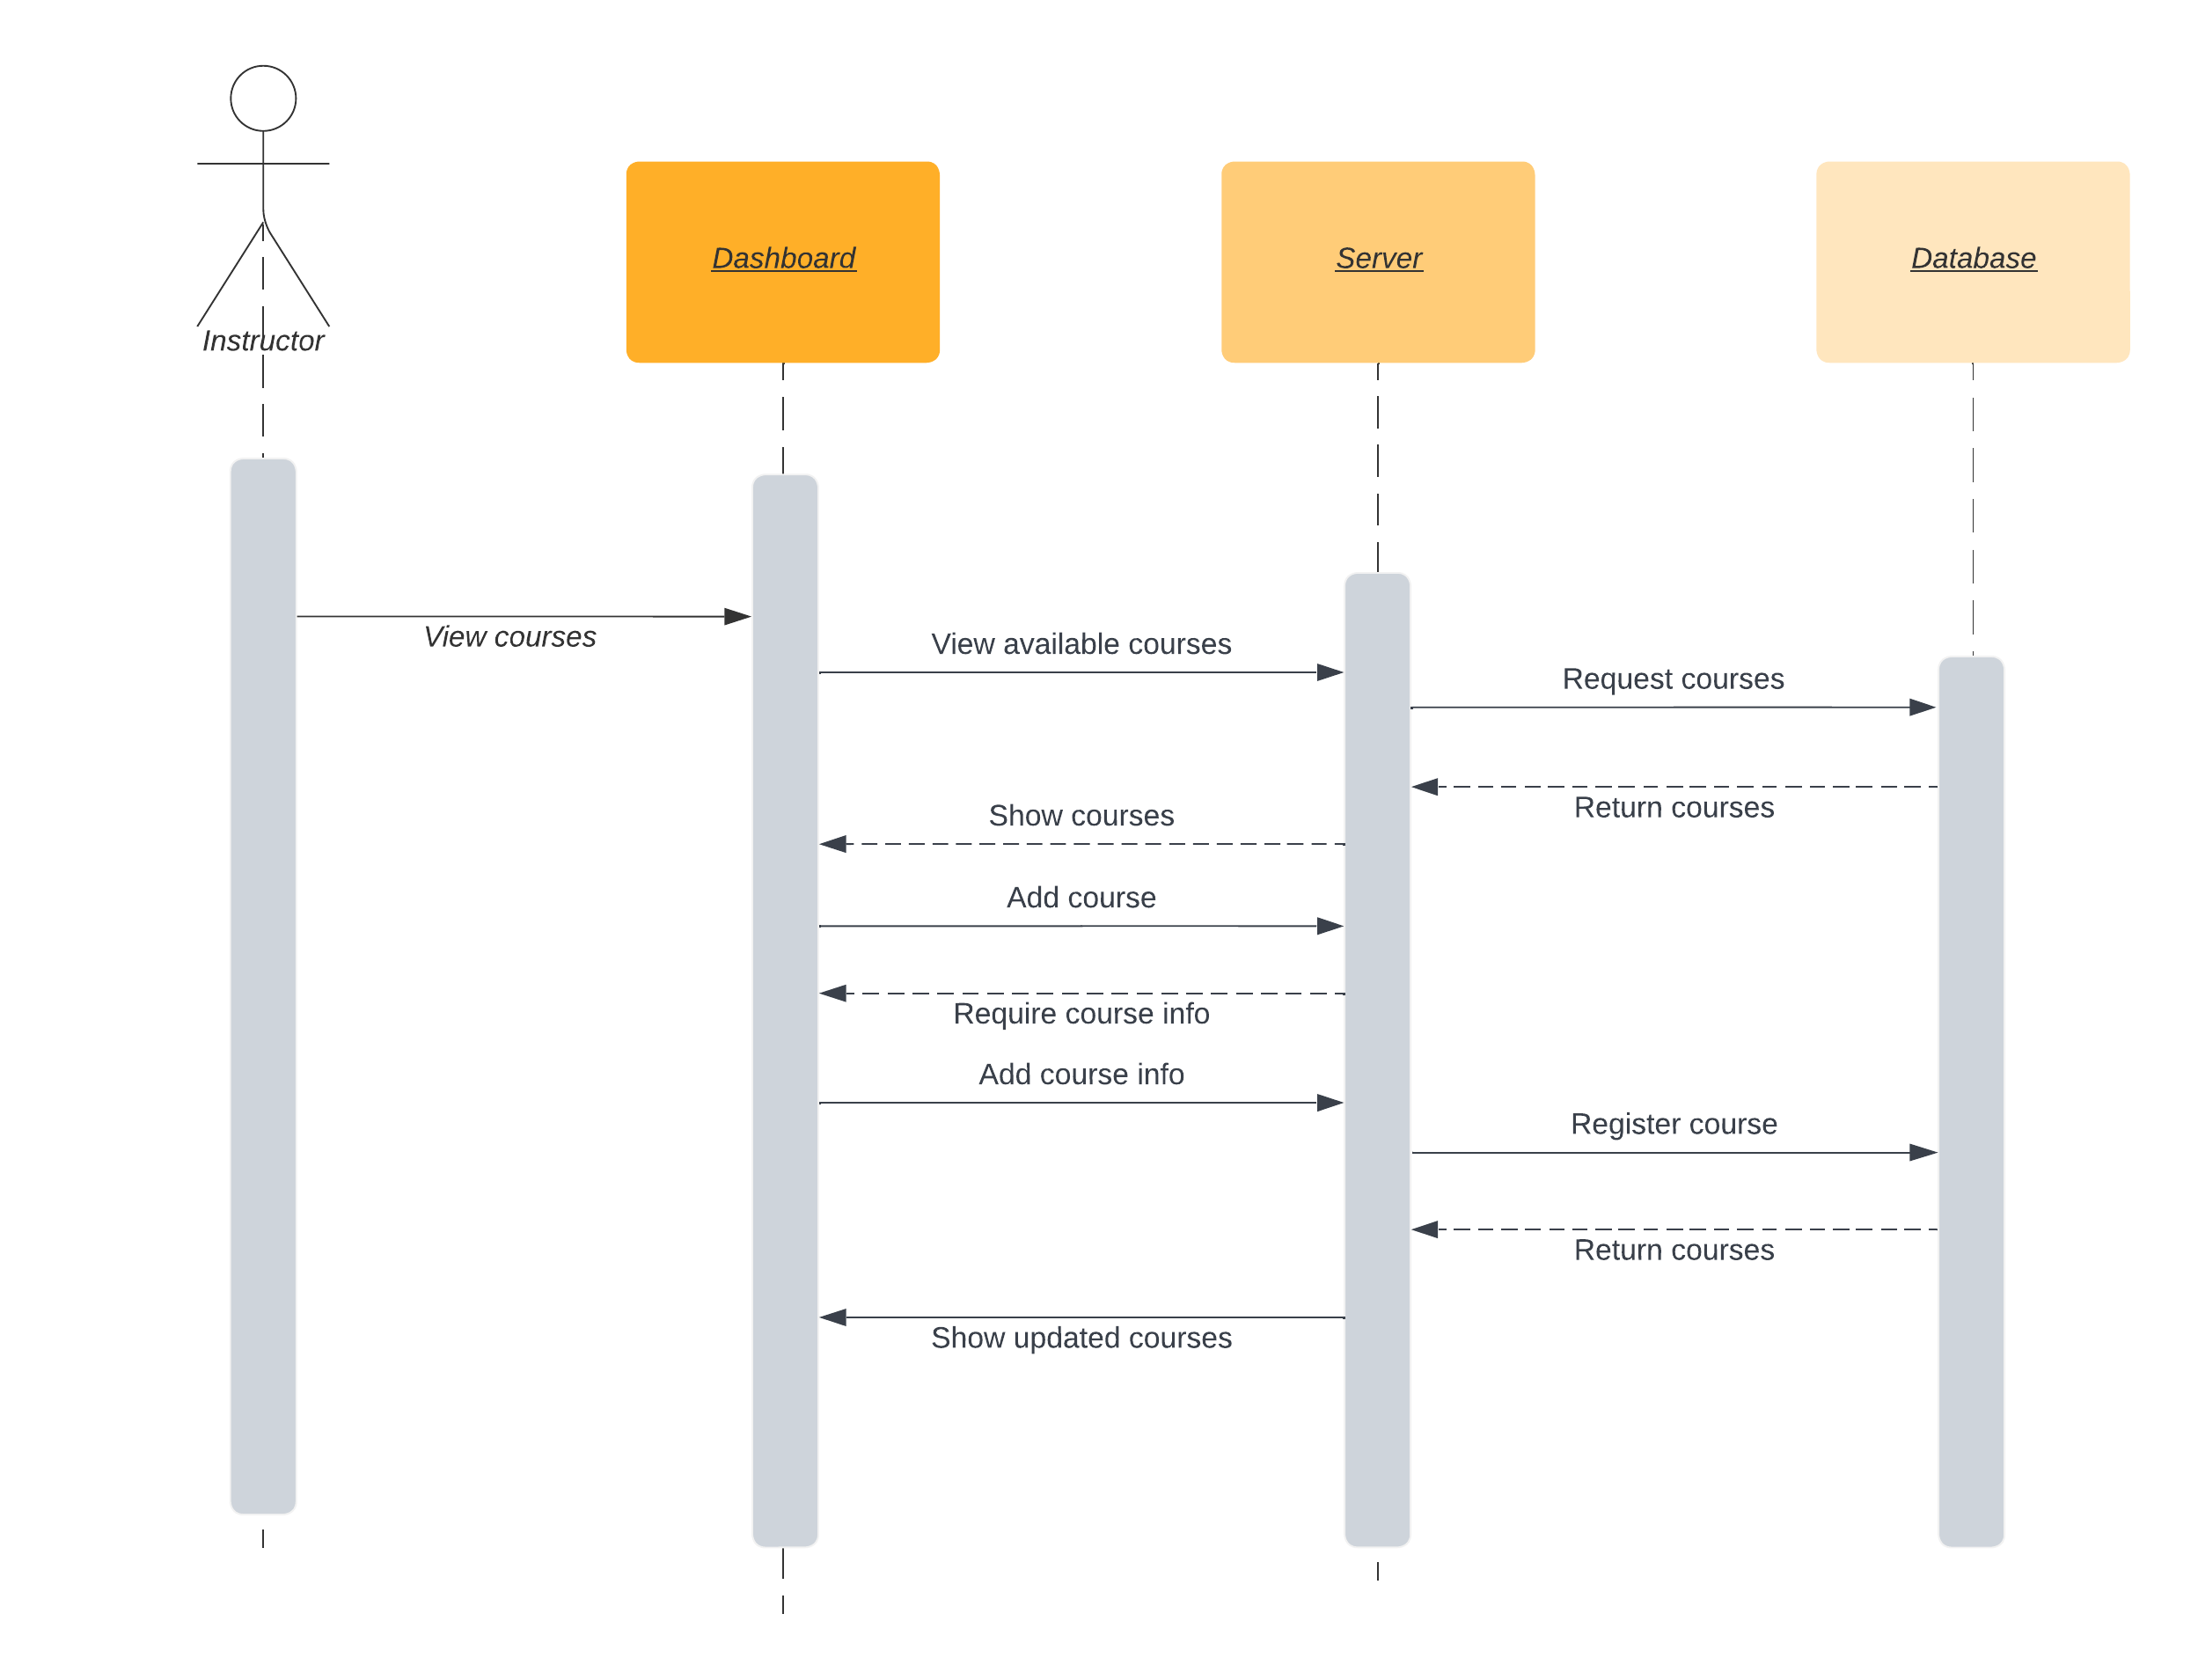 Dashboard
Server
Database
Instructor
View courses
View available courses
Request courses
Return courses
Show courses
Add course
Require course info
Add course info
Register course
Return courses
Show updated courses